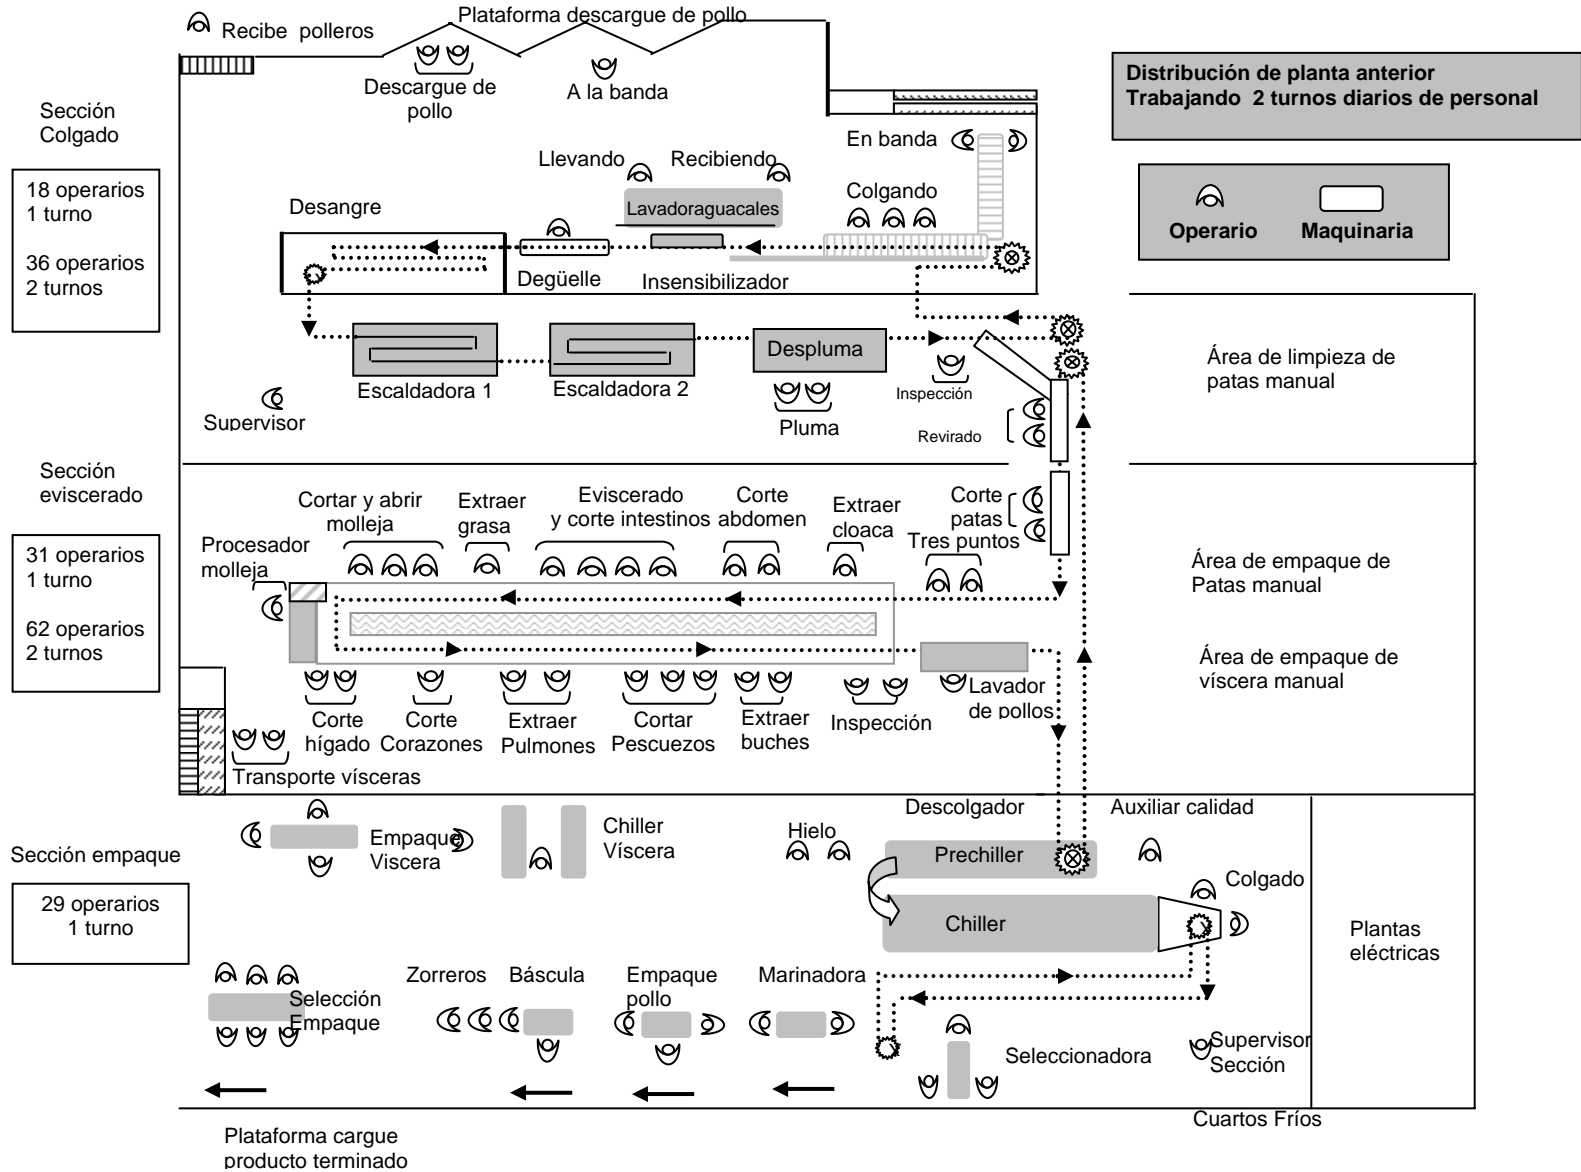 Recibe polleros
Plataforma descargue de pollo
Descargue de
pollo
A la banda
Distribución de planta anterior
Trabajando 2 turnos diarios de personal
Operario
Maquinaria
Sección
Colgado
18 operarios
1 turno
36 operarios
2 turnos
En banda
Llevando
Recibiendo
Colgando
Lavadoraguacales
Desangre
Degüelle
Insensibilizador
Escaldadora 1
Escaldadora 2
Despluma
Pluma
Inspección
Revirado
Supervisor
Área de limpieza de
patas manual
Sección
eviscerado
31 operarios
1 turno
62 operarios
2 turnos
Procesador
molleja
Cortar y abrir
molleja
Extraer
grasa
Eviscerado
y corte intestinos
Corte
abdomen
Extraer
cloaca
Corte
patas
Tres puntos
Área de empaque de
Patas manual
Área de empaque de
víscera manual
Corte
hígado
Corte
Corazones
Extraer
Pulmones
Cortar
Pescuezos
Extraer
buches
Inspección
Lavador
de pollos
Transporte vísceras
Sección empaque
29 operarios
1 turno
Empaque
Viscera
Chiller
Víscera
Hielo
Descolgador
Auxiliar calidad
Prechiller
Colgado
Chiller
Plantas
eléctricas
Selección
Empaque
Zorreros
Báscula
Empaque
pollo
Marinadora
Seleccionadora
Supervisor
Sección
Cuartos Fríos
Plataforma cargue
producto terminado